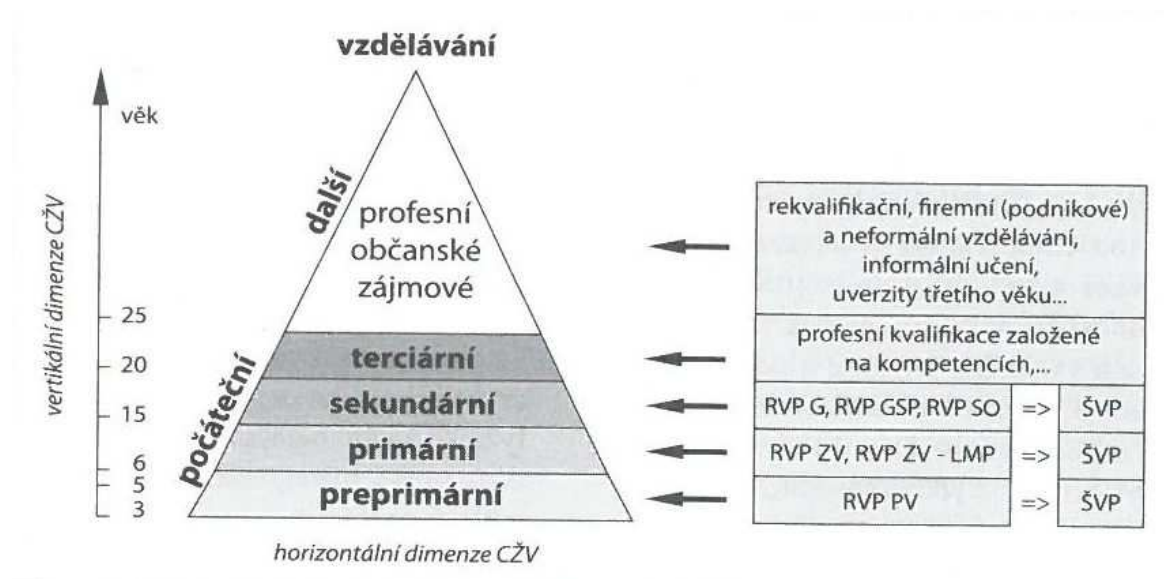 vzdělávání
věk
vertikální dimenze CŽV
25
20
15
6
5
3
další
počáteční
profesní
občanské
zájmové
terciární
sekundární
primární
preprimární
horizontální dimenze CŽV
rekvalifikační, firemní (podnikové)
a neformální vzdělávání,
informální učení,
uverzity třetího věku...
profesní kvalifikace založené
na kompetencích,...
RVP G, RVP GSP, RVP SO => ŠVP
RVP ZV, RVP ZV - LMP => ŠVP
RVP PV => ŠVP